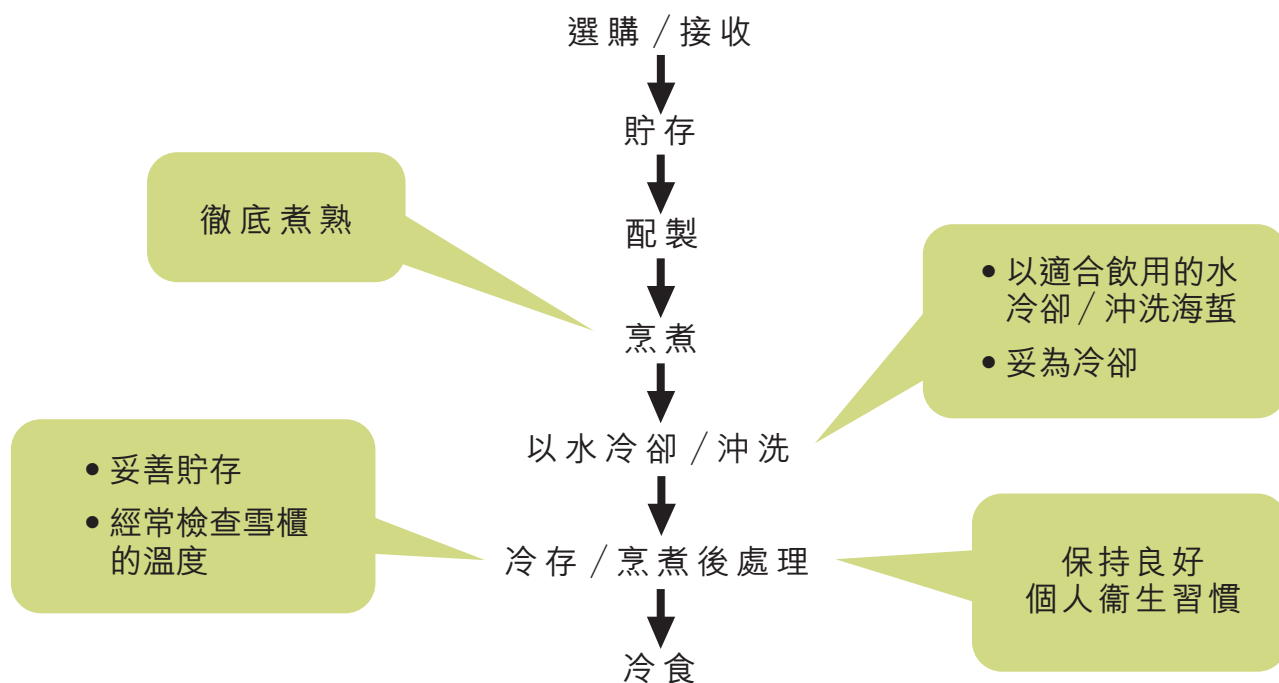 選購/接收
貯存
徹底煮熟
配製
• 以適合飲用的水
冷卻/沖洗海蜇
• 妥為冷卻
烹煮
以水冷卻/沖洗
• 妥善貯存
• 經常檢查雪櫃
的溫度
冷存/烹煮後處理
保持良好
個人衞生習慣
冷食